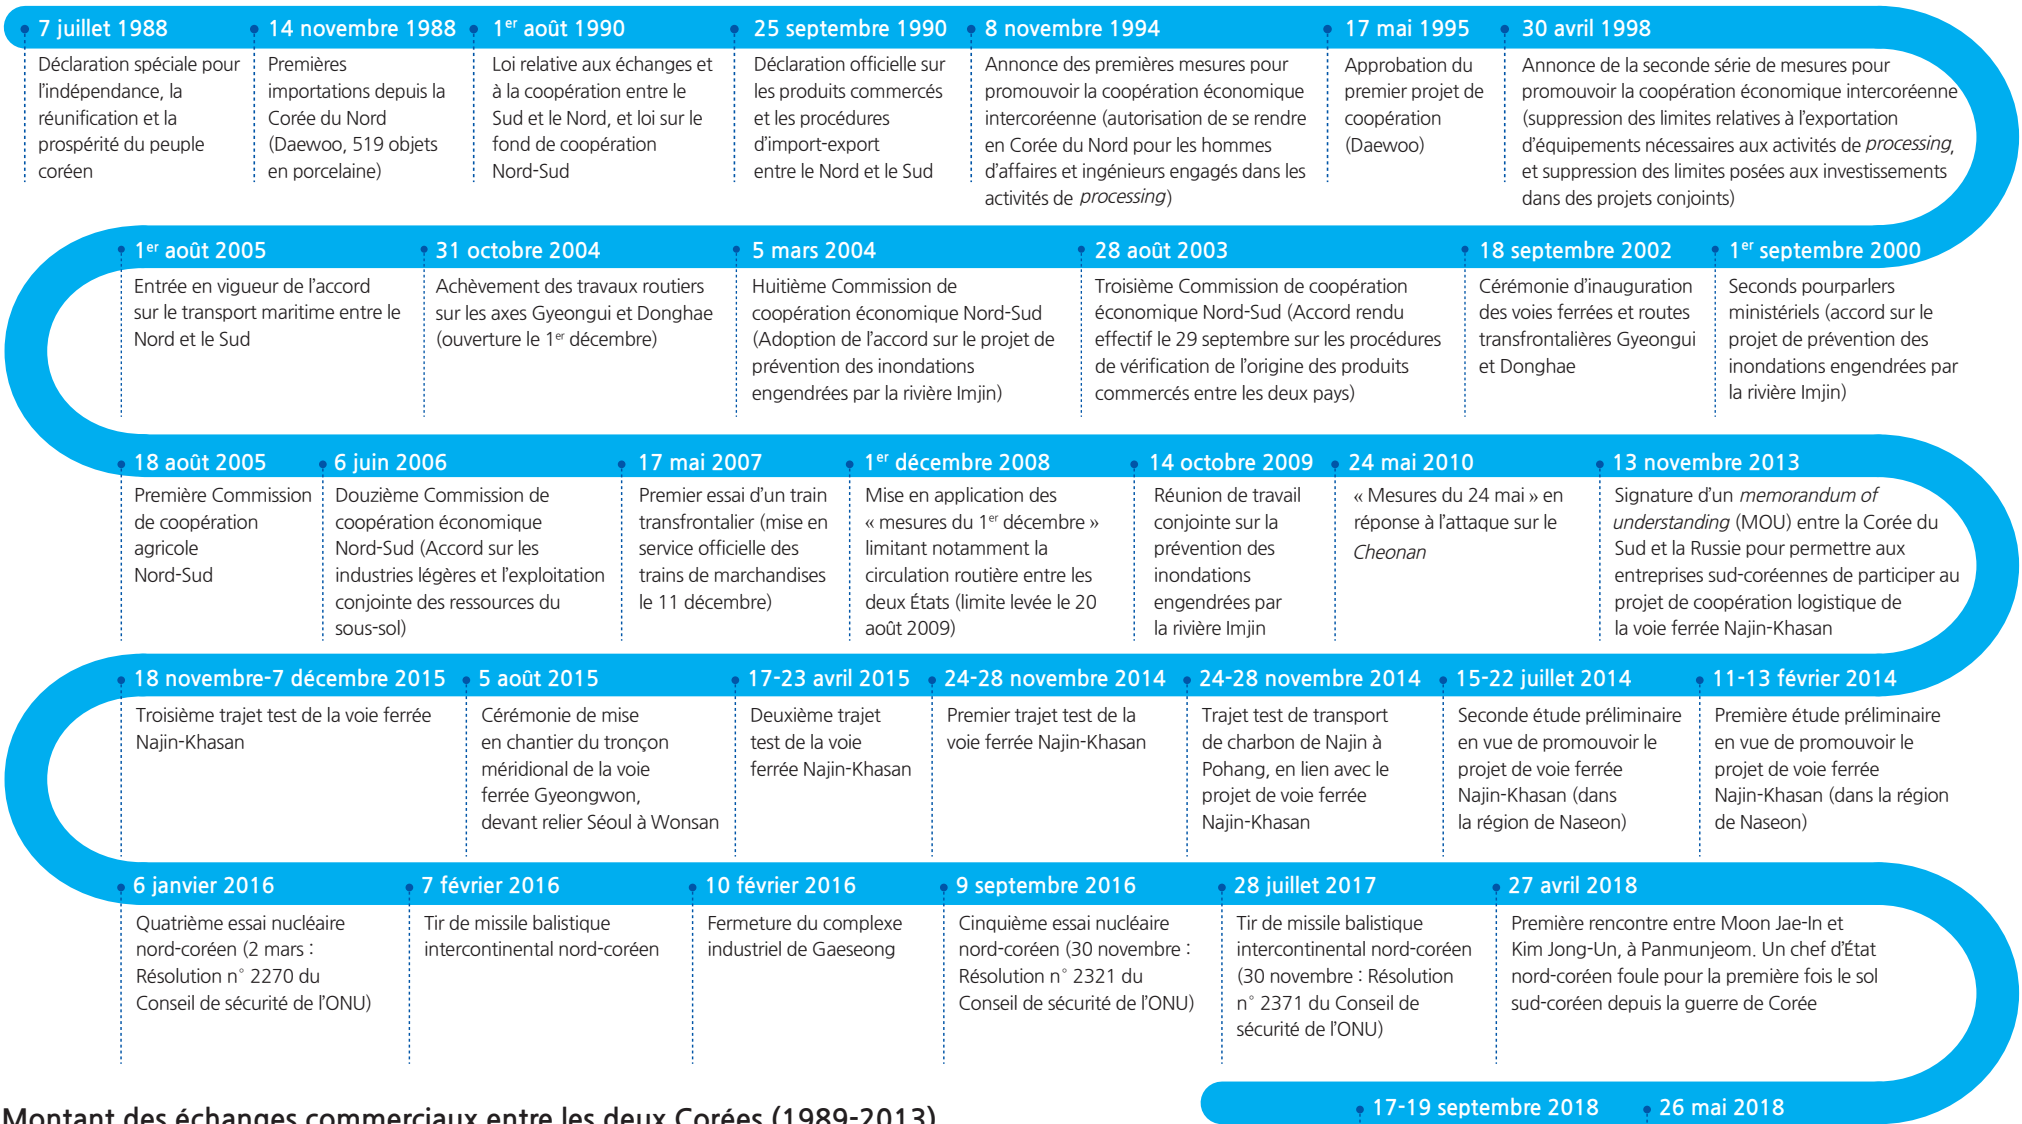 7 juillet 1988
Déclaration spéciale pour
l'indépendance, la
réunification et la
prospérité du peuple
coréen
14 novembre 1988
Premières
importations depuis la
Corée du Nord
(Daewoo, 519 objets
en porcelaine)
1er août 1990
Loi relative aux échanges et
à la coopération entre le
Sud et le Nord, et loi sur le
fond de coopération
Nord-Sud
25 septembre 1990
Déclaration officielle sur
les produits commercés
et les procédures
d'import-export
entre le Nord et le Sud
8 novembre 1994
Annonce des premières mesures pour
promouvoir la coopération économique
intercoréenne (autorisation de se rendre
en Corée du Nord pour les hommes
d'affaires et ingénieurs engagés dans les
activités de processing)
17 mai 1995
Approbation du
premier projet de
coopération
(Daewoo)
30 avril 1998
Annonce de la seconde série de mesures pour
promouvoir la coopération économique intercoréenne
(suppression des limites relatives à l'exportation
d'équipements nécessaires aux activités de processing,
et suppression des limites posées aux investissements
dans des projets conjoints)
1er septembre 2000
Seconds pourparlers
ministériels (accord sur le
projet de prévention des
inondations engendrées par
la rivière Imjin)
18 septembre 2002
Cérémonie d'inauguration
des voies ferrées et routes
transfrontalières Gyeongui
et Donghae
28 août 2003
Troisième Commission de coopération
économique Nord-Sud (Accord rendu
effectif le 29 septembre sur les procédures
de vérification de l'origine des produits
commercés entre les deux pays)
5 mars 2004
Huitième Commission de
coopération économique Nord-Sud
(Adoption de l'accord sur le projet de
prévention des inondations
engendrées par la rivière Imjin)
31 octobre 2004
Achèvement des travaux routiers
sur les axes Gyeongui et Donghae
(ouverture le 1er décembre)
1er août 2005
Entrée en vigueur de l'accord
sur le transport maritime entre le
Nord et le Sud
18 août 2005
Première Commission
de coopération
agricole
Nord-Sud
6 juin 2006
Douzième Commission de
coopération économique
Nord-Sud (Accord sur les
industries légères et l'exploitation
conjointe des ressources du
sous-sol)
17 mai 2007
Premier essai d'un train
transfrontalier (mise en
service officielle des
trains de marchandises
le 11 décembre)
1er décembre 2008
Mise en application des
« mesures du 1er décembre »
limitant notamment la
circulation routière entre les
deux États (limite levée le 20
août 2009)
14 octobre 2009
Réunion de travail
conjointe sur la
prévention des
inondations
engendrées par
la rivière Imjin
24 mai 2010
« Mesures du 24 mai » en
réponse à l'attaque sur le
Cheonan
13 novembre 2013
Signature d'un memorandum of
understanding (MOU) entre la Corée du
Sud et la Russie pour permettre aux
entreprises sud-coréennes de participer au
projet de coopération logistique de
la voie ferrée Najin-Khasan
11-13 février 2014
Première étude préliminaire
en vue de promouvoir le
projet de voie ferrée
Najin-Khasan (dans la région
de Naseon)
15-22 juillet 2014
Seconde étude préliminaire
en vue de promouvoir le
projet de voie ferrée
Najin-Khasan (dans
la région de Naseon)
24-28 novembre 2014
Trajet test de transport
de charbon de Najin à
Pohang, en lien avec le
projet de voie ferrée
Najin-Khasan
24-28 novembre 2014
Premier trajet test de la
voie ferrée Najin-Khasan
17-23 avril 2015
Deuxième trajet
test de la voie
ferrée Najin-Khasan
5 août 2015
Cérémonie de mise
en chantier du tronçon
méridional de la voie
ferrée Gyeongwon,
devant relier Séoul à Wonsan
18 novembre-7 décembre 2015
Troisième trajet test de la voie ferrée
Najin-Khasan
6 janvier 2016
Quatrième essai nucléaire
nord-coréen (2 mars :
Résolution n° 2270 du
Conseil de sécurité de l'ONU)
7 février 2016
Tir de missile balistique
intercontinental nord-coréen
10 février 2016
Fermeture du complexe
industriel de Gaeseong
9 septembre 2016
Cinquième essai nucléaire
nord-coréen (30 novembre :
Résolution n° 2321 du
Conseil de sécurité de l'ONU)
28 juillet 2017
Tir de missile balistique
intercontinental nord-coréen
(30 novembre : Résolution
n° 2371 du Conseil de
sécurité de l'ONU)
27 avril 2018
Première rencontre entre Moon Jae-In et
Kim Jong-Un, à Panmunjeom. Un chef d'État
nord-coréen foule pour la première fois le sol
sud-coréen depuis la guerre de Corée
26 mai 2018
17-19 septembre 2018
Montant des échanges commerciaux entre les deux Corées (1989-2013)